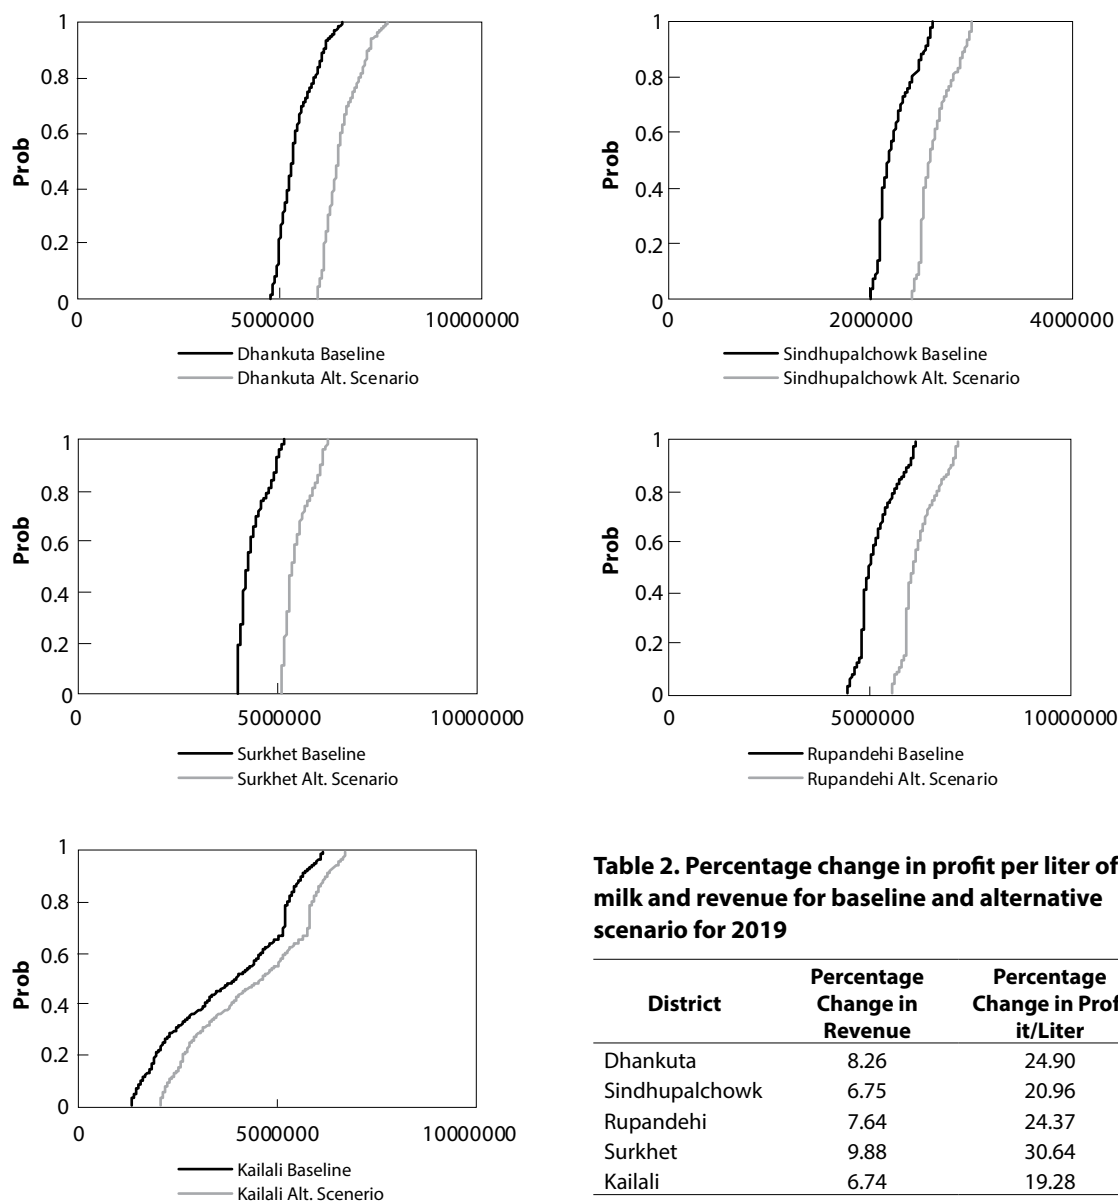 1
0.8
0.6
0.4
0.2
0
Prob
0 5000000 10000000
Dhankuta Baseline
Dhankuta Alt. Scenario
1
0.8
0.6
0.4
0.2
0
Prob
0 2000000 4000000
Sindhupalchowk Baseline
Sindhupalchowk Alt. Scenario
1
0.8
0.6
0.4
0.2
0
Prob
0 5000000 10000000
Surkhet Baseline
Surkhet Alt. Scenario
1
0.8
0.6
0.4
0.2
0
Prob
0 5000000 10000000
Rupandehi Baseline
Rupandehi Alt. Scenario
1
0.8
0.6
0.4
0.2
0
Prob
0 5000000 10000000
Kailali Baseline
Kailali Alt. Scenerio
Table 2. Percentage change in profit per liter of
milk and revenue for baseline and alternative
scenario for 2019
District
Percentage
Change in
Revenue
Percentage
Change in Prof
it/Liter
Dhankuta 8.26 24.90
Sindhupalchowk 6.75 20.96
Rupandehi 7.64 24.37
Surkhet 9.88 30.64
Kailali 6.74 19.28